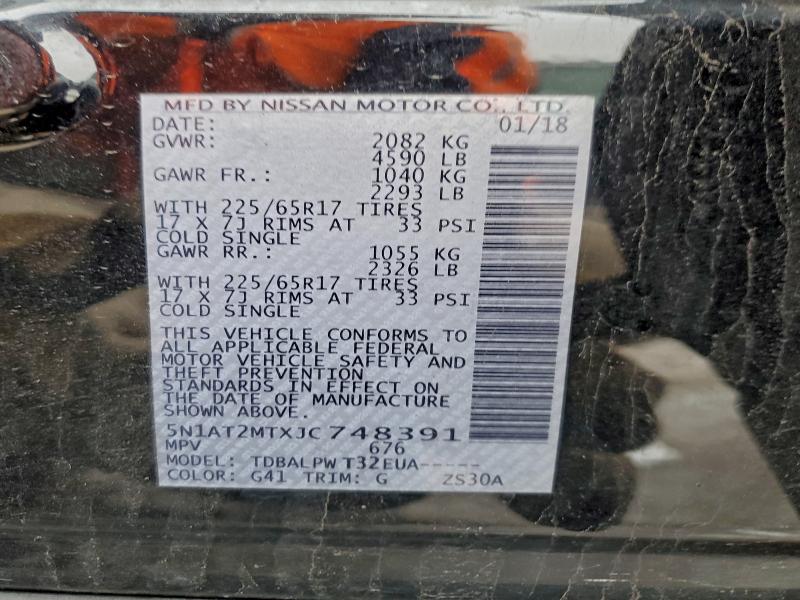 MFD BY NISSAN MOTOR CO., LTD.
DATE: 01/18
GVWR: 2082 KG
4590 LB
GAWR FR.: 1040 KG
2293 LB
WITH 225/65R17 TIRES
17 X 7J RIMS AT 33 PSI
COLD SINGLE
GAWR RR.: 1055 KG
2326 LB
WITH 225/65R17 TIRES
17 X 7J RIMS AT 33 PSI
COLD SINGLE
THIS VEHICLE CONFORMS TO
ALL APPLICABLE FEDERAL
MOTOR VEHICLE SAFETY AND
THEFT PREVENTION
STANDARDS IN EFFECT ON
THE DATE OF MANUFACTURE
SHOWN ABOVE.
5N1AT2MTXJC748391
MPV 676
MODEL: TDBALPW T32EUA-----
COLOR: G41 TRIM: G ZS30A